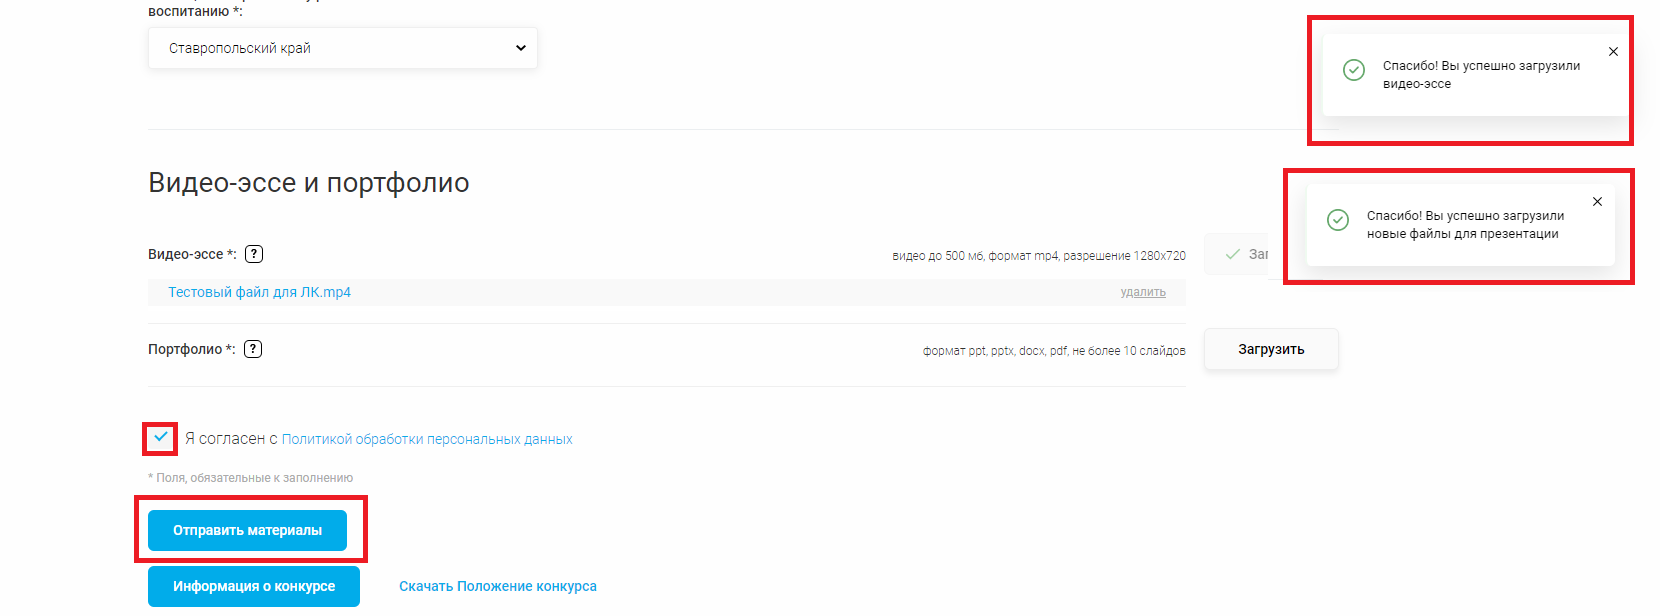 воспитанию *:
Ставропольский край
Спасибо! Вы успешно загрузили
видео-эссе
Видео-эссе и портфолио
Спасибо! Вы успешно загрузили
новые файлы для презентации
Видео-эссе *: ?
видео до 500 мб, формат mp4, разрешение 1280x720
Тестовый файл для ЛК.mp4
удалить
Портфолио *: ?
формат ppt, pptx, docx, pdf, не более 10 слайдов
Загрузить
Я согласен с Политикой обработки персональных данных
* Поля, обязательные к заполнению
Отправить материалы
Информация о конкурсе
Скачать Положение конкурса